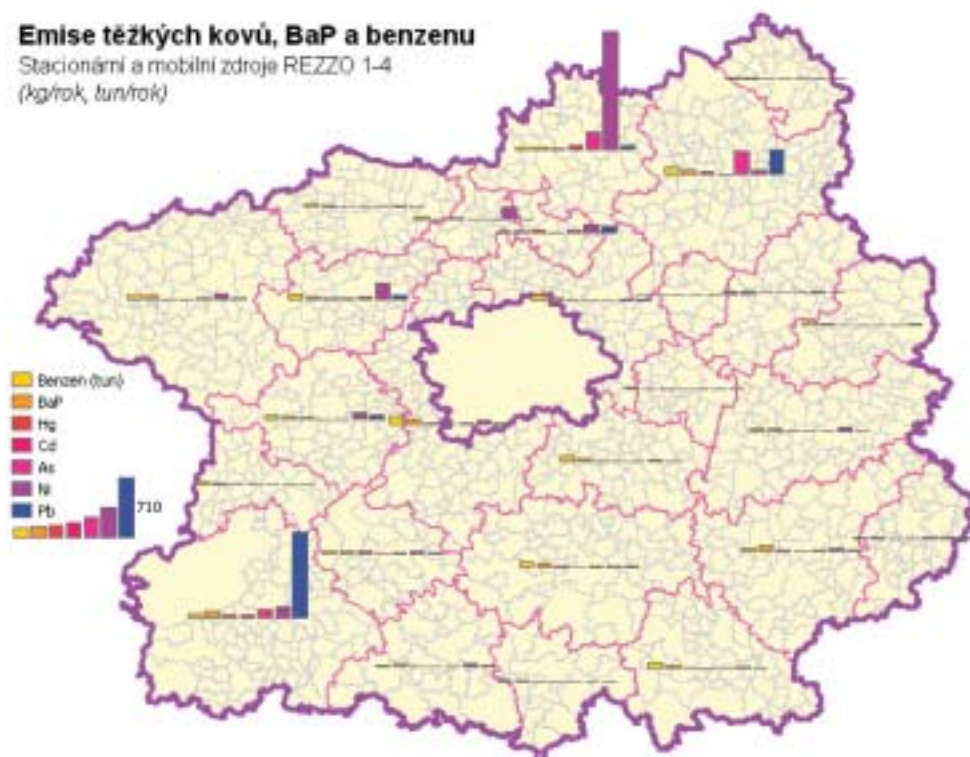 Emise těžkých kovů, BaP a benzenu
Stacionární a mobilní zdroje REZZO 1-4
(kg/rok, tun/rok)
Benzen (tun)
BaP
Hg
Cd
As
Ni
Pb
710